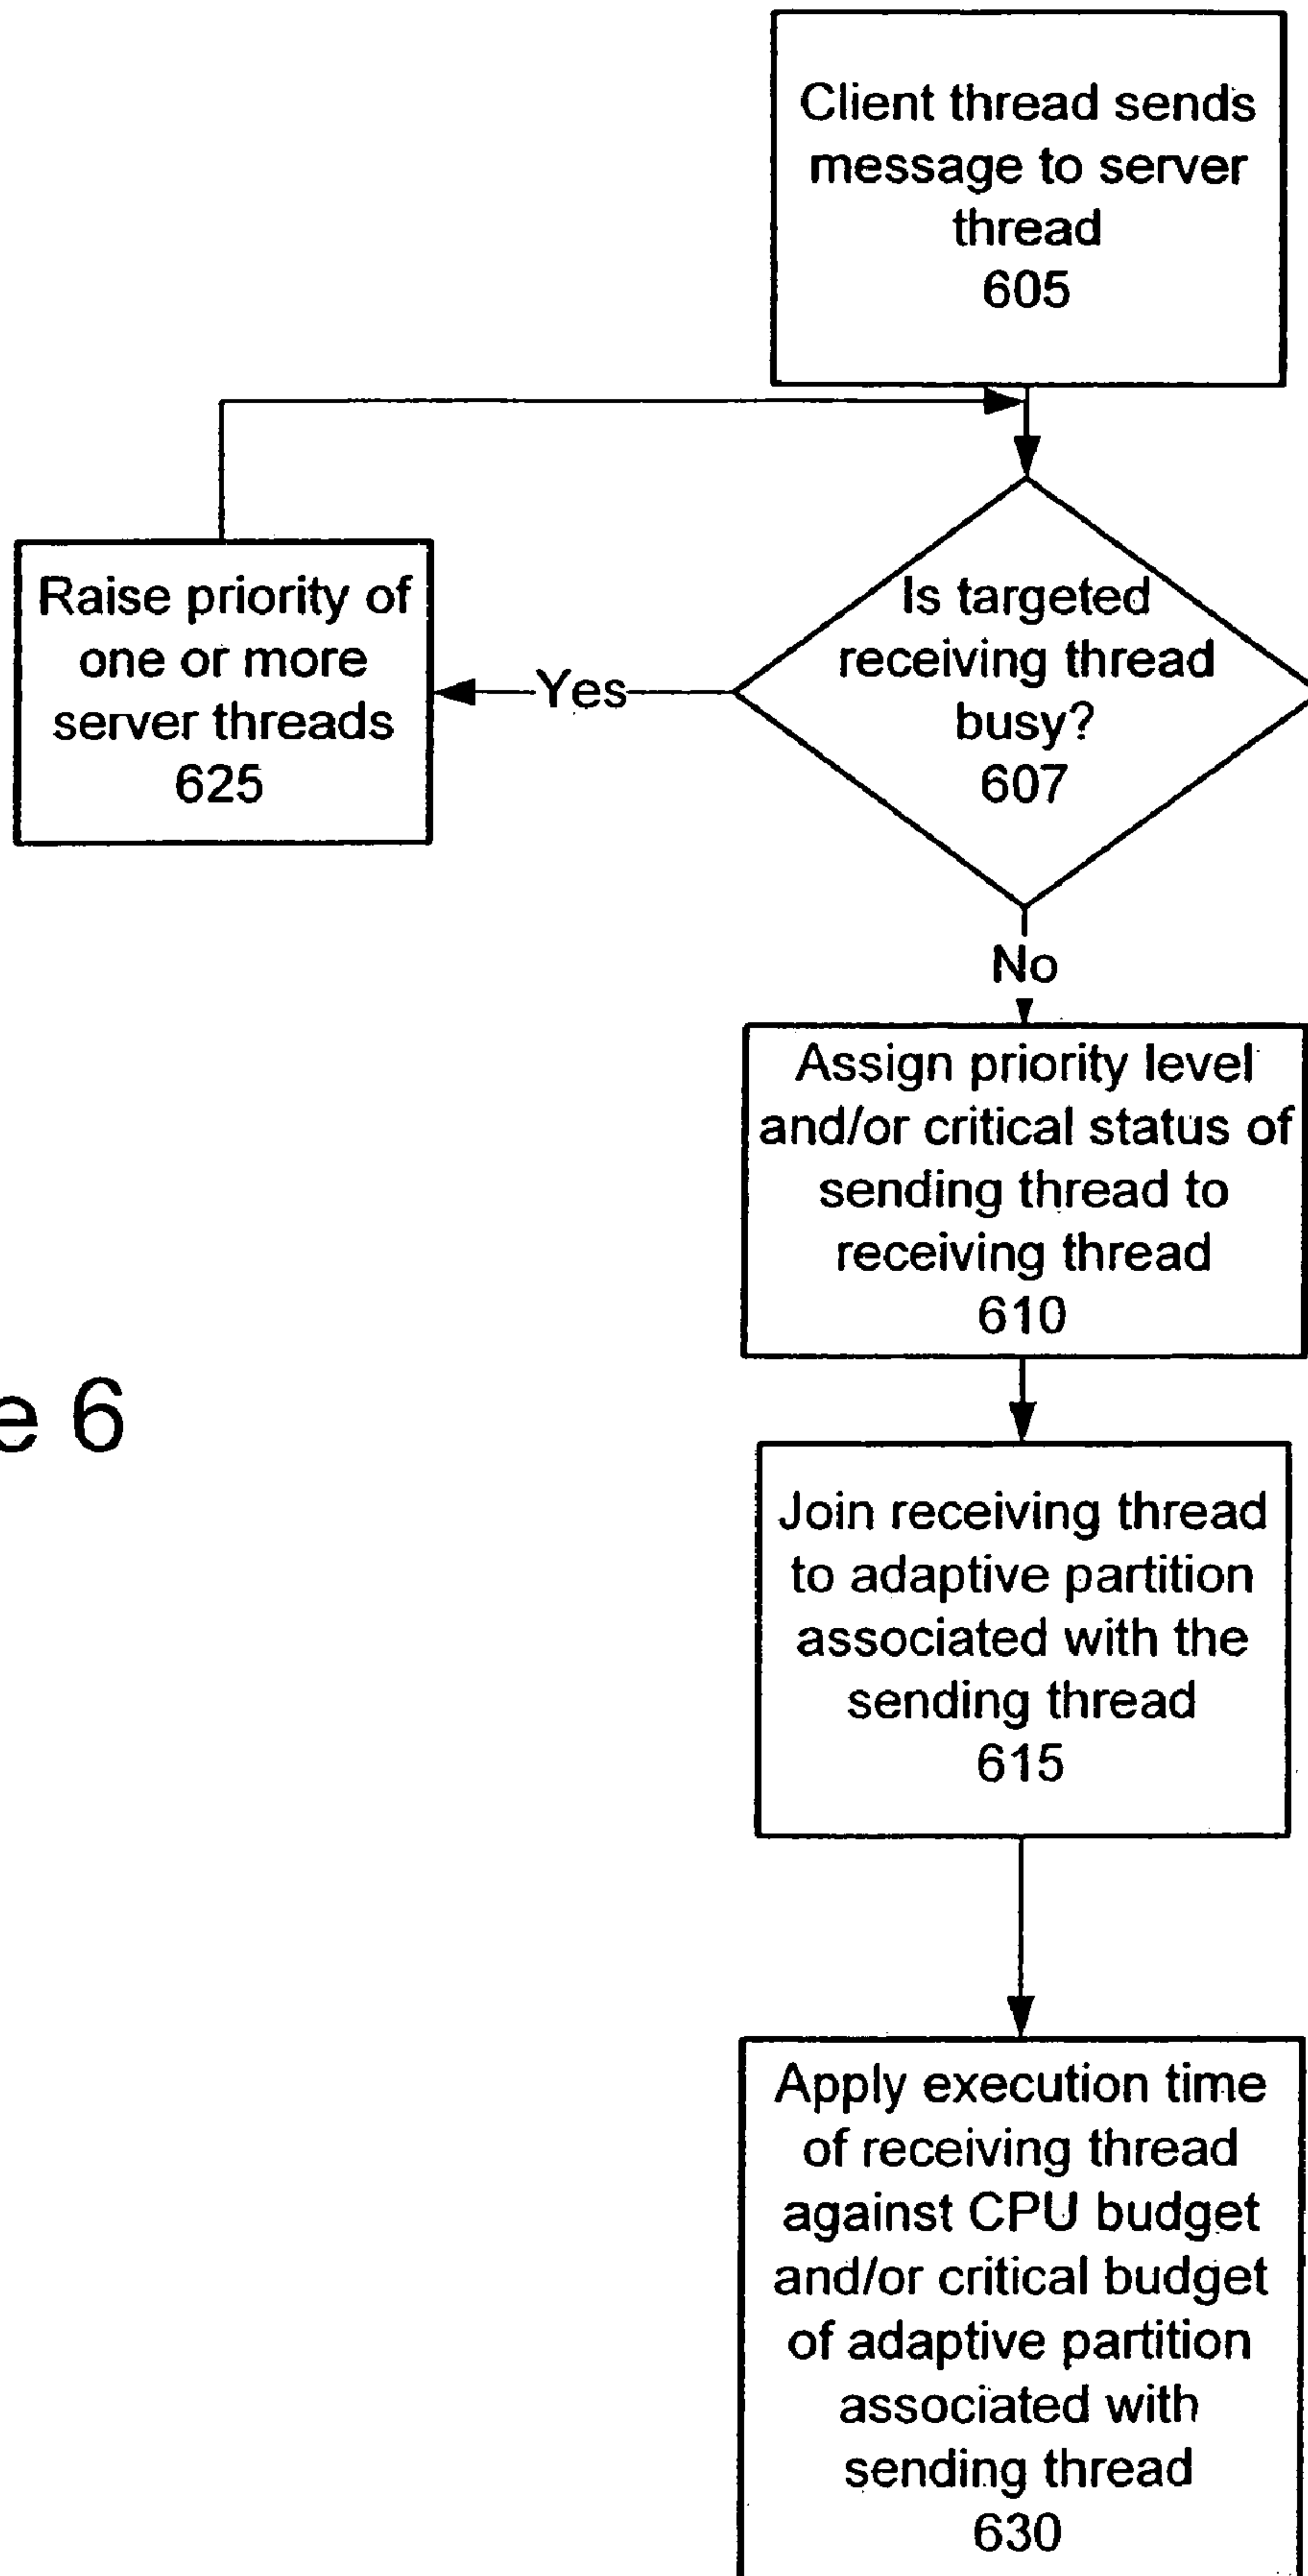 Client thread sends
message to server
thread
605
Raise priority of
one or more
server threads
625
Yes
Is targeted
receiving thread
busy?
607
No
Assign priority level
and/or critical status of
sending thread to
receiving thread
610
e 6
Join receiving thread
to adaptive partition
associated with the
sending thread
615
Apply execution time
of receiving thread
against CPU budget
and/or critical budget
of adaptive partition
associated with
sending thread
630